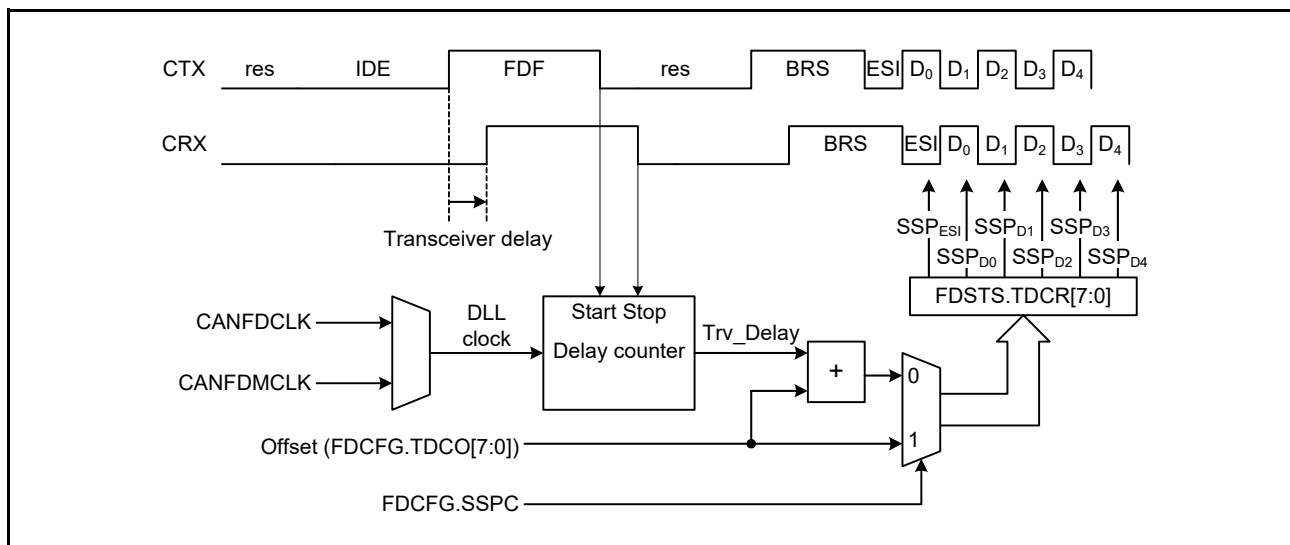 CTX res IDE FDF res BRS ESI D0 D1 D2 D3 D4
CRX BRS ESI D0 D1 D2 D3 D4
Transceiver delay
SSPESI SSPD1 SSPD3
SSPD0 SSPD2 SSPD4
FDSTS.TDCR[7:0]
CANFDCLK
DLL
clock
Start Stop
Delay counter
Trv_Delay
+
0
CANFDMCLK
Offset (FDCFG.TDCO[7:0])
1
FDCFG.SSPC